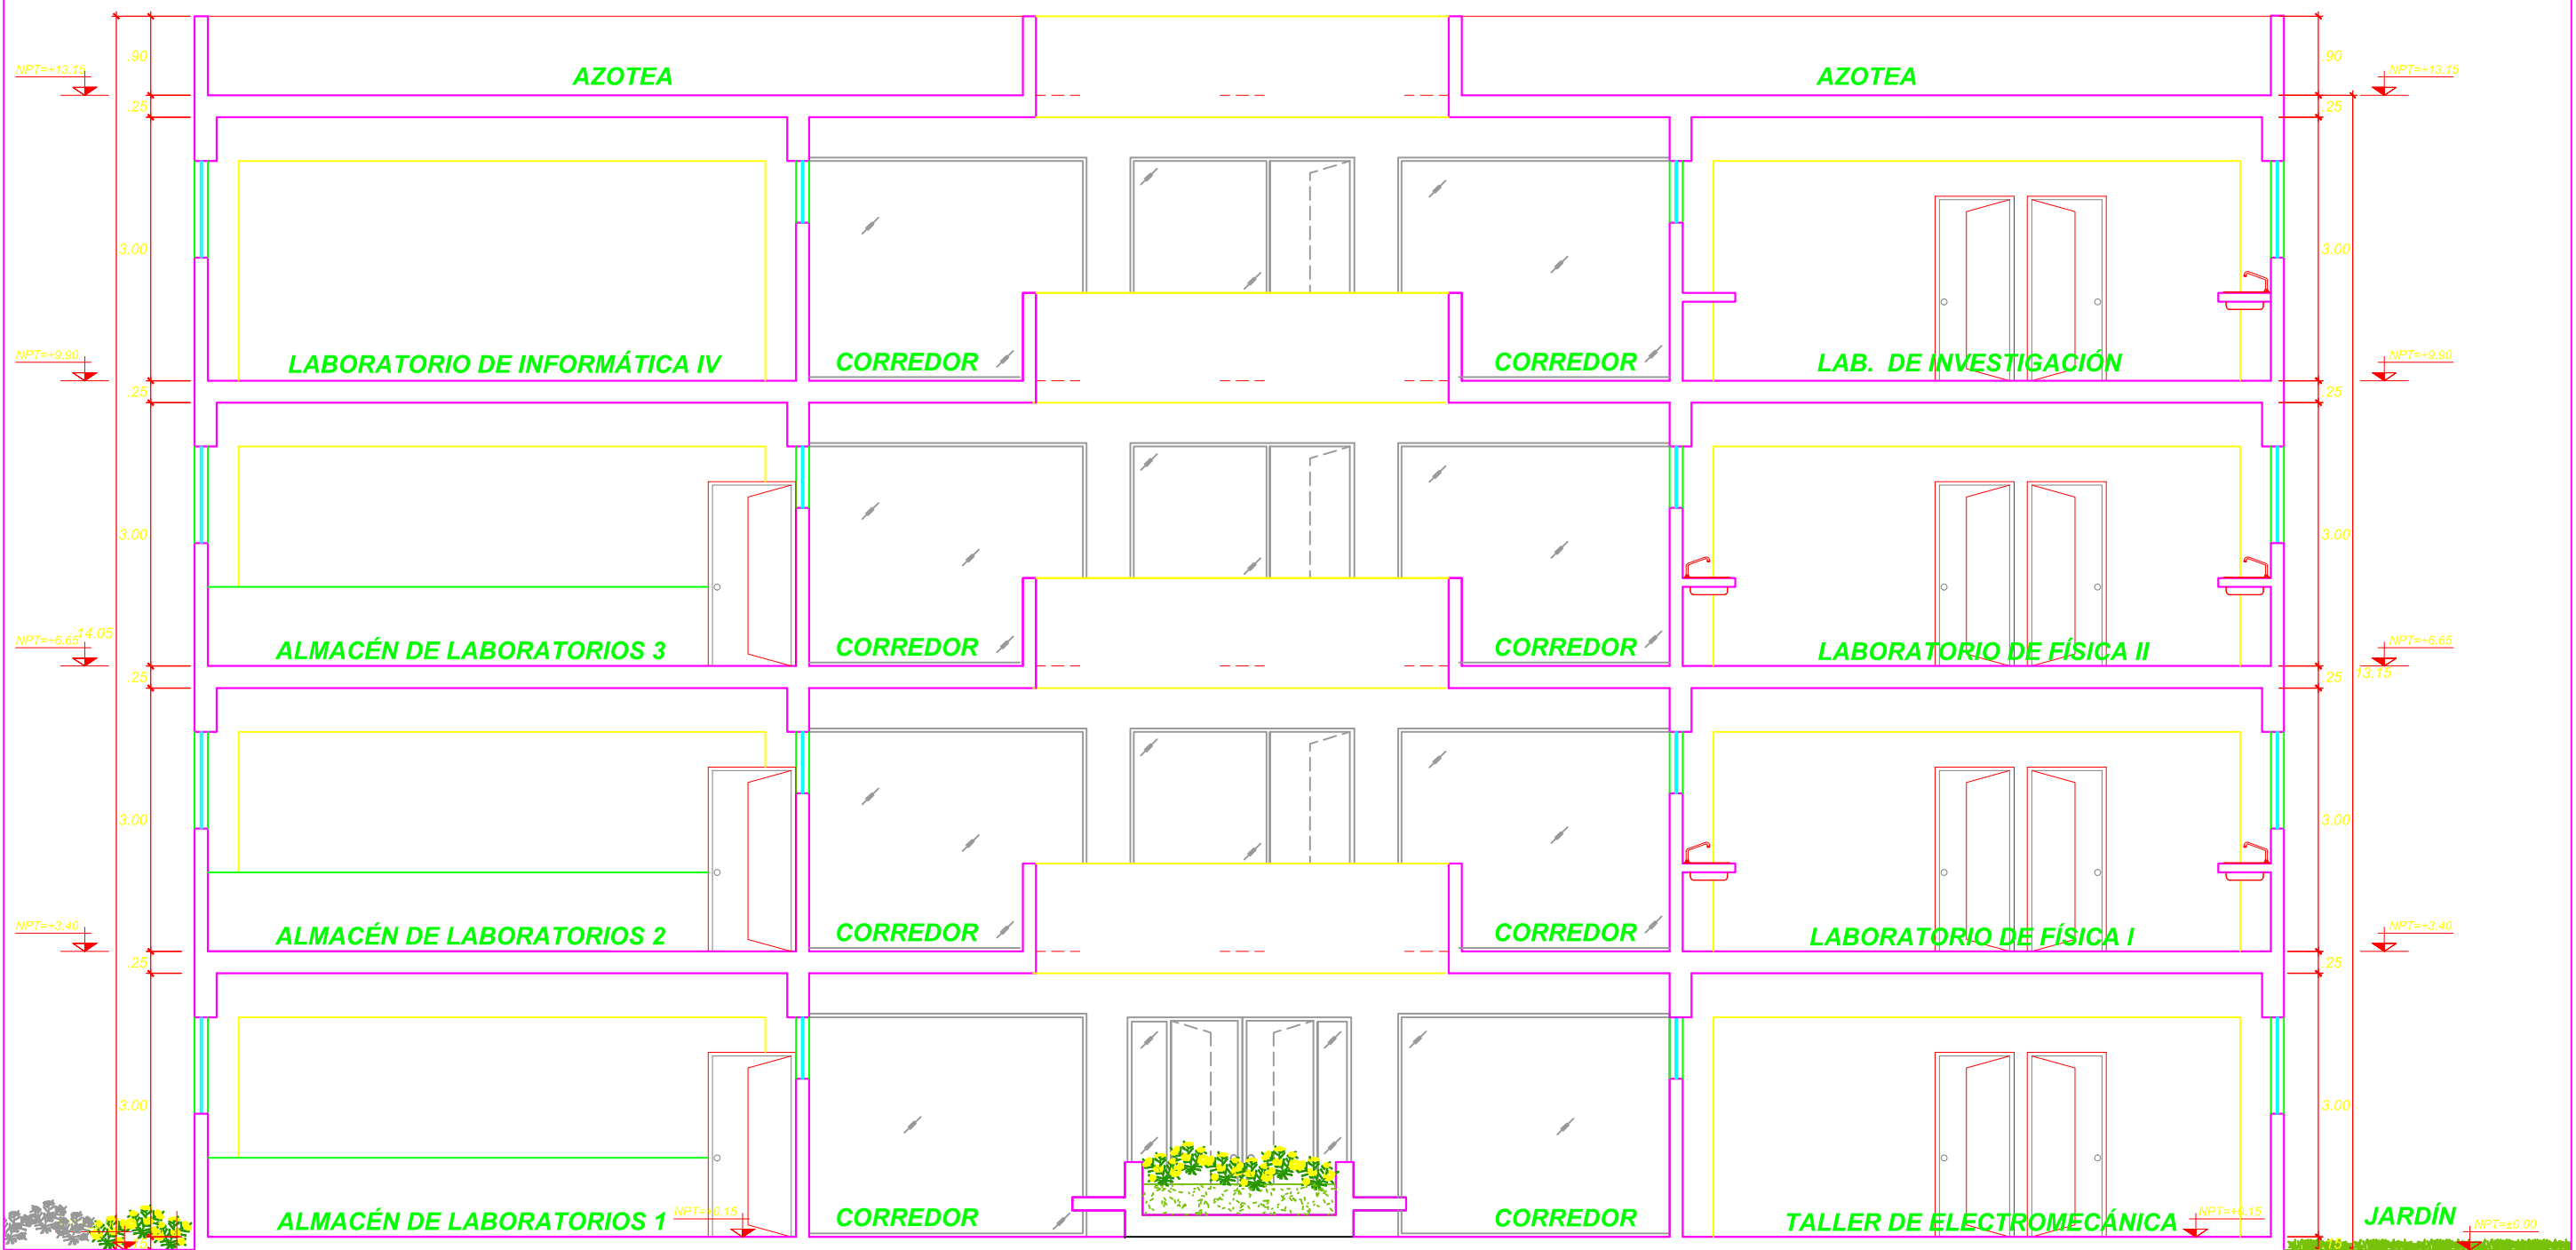 .90
.90
NPT=+13.15
AZOTEA
AZOTEA
NPT=+13.15
.25
.25
3.00
3.00
NPT=+9.90
LABORATORIO DE INFORMÁTICA IV
CORREDOR
CORREDOR
LAB. DE INVESTIGACIÓN
NPT=+9.90
.25
.25
3.00
3.00
14.05
NPT=+6.65
ALMACÉN DE LABORATORIOS 3
CORREDOR
CORREDOR
LABORATORIO DE FÍSICA II
NPT=+6.65
.25
.25
13.15
3.00
3.00
NPT=+3.40
ALMACÉN DE LABORATORIOS 2
CORREDOR
CORREDOR
LABORATORIO DE FÍSICA I
NPT=+3.40
.25
.25
3.00
3.00
ALMACÉN DE LABORATORIOS 1
NPT=+0.15
CORREDOR
CORREDOR
TALLER DE ELECTROMECÁNICA
NPT=+0.15
JARDÍN
NPT=±0.00
.15